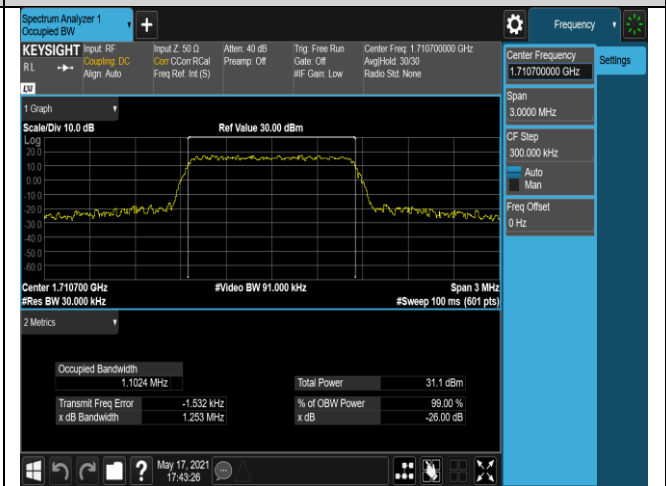 Spectrum Analyzer 1
Occupied BW
+
Frequency
KEYSIGHT
RL
LXI
Input: RF
Coupling: DC
Align: Auto
Input Z: 50 Ω
Corr CCorr RCal
Freq Ref: Int (S)
Atten: 40 dB
Preamp: Off
Trig: Free Run
Gate: Off
#IF Gain: Low
Center Freq: 1.710700000 GHz
Avg|Hold: 30/30
Radio Std: None
Center Frequency
1.710700000 GHz
Settings
Span
3.0000 MHz
CF Step
300.000 kHz
Auto
Man
Freq Offset
0 Hz
1 Graph
Scale/Div 10.0 dB
Ref Value 30.00 dBm
Log
20.0
10.0
0.00
-10.0
-20.0
-30.0
-40.0
-50.0
-60.0
Center 1.710700 GHz
#Video BW 91.000 kHz
Span 3 MHz
#Res BW 30.000 kHz
#Sweep 100 ms (601 pts)
2 Metrics
Occupied Bandwidth
1.1024 MHz
Total Power 31.1 dBm
Transmit Freq Error -1.532 kHz
% of OBW Power 99.00 %
x dB Bandwidth 1.253 MHz
x dB -26.00 dB
?
May 17, 2021
17:43:26